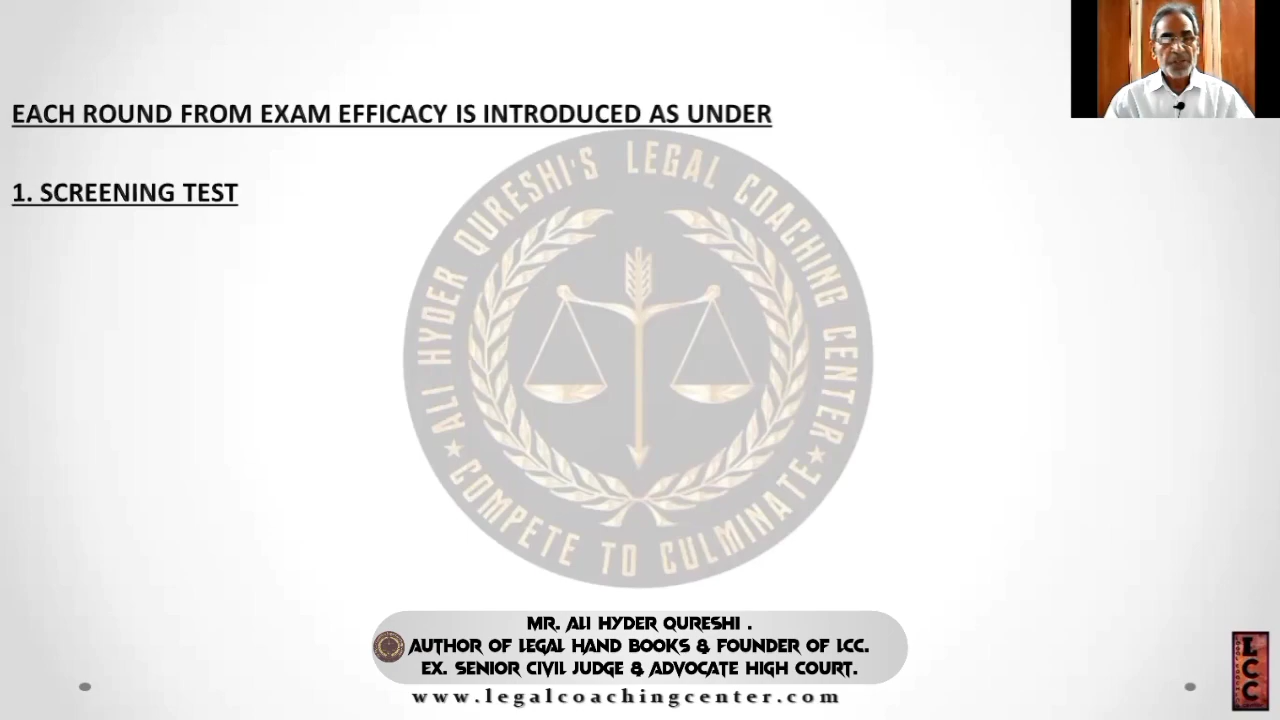 EACH ROUND FROM EXAM EFFICACY IS INTRODUCED AS UNDER
1. SCREENING TEST
ALI HYDER QURESHI'S LEGAL COACHING CENTER
COMPETE TO CULMINATE
MR. ALI HYDER QURESHI .
AUTHOR OF LEGAL HAND BOOKS & FOUNDER OF LCC.
EX. SENIOR CIVIL JUDGE & ADVOCATE HIGH COURT.
www.legalcoachingcenter.com
LCC